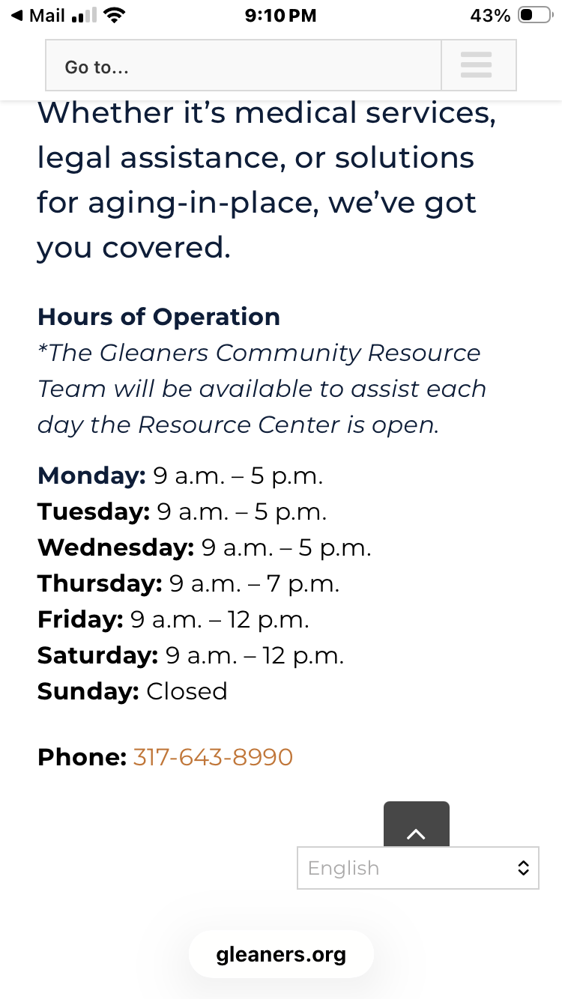 Mail 9:10 PM 43%
Go to...
Whether it’s medical services,
legal assistance, or solutions
for aging-in-place, we’ve got
you covered.
Hours of Operation
*The Gleaners Community Resource
Team will be available to assist each
day the Resource Center is open.
Monday: 9 a.m. – 5 p.m.
Tuesday: 9 a.m. – 5 p.m.
Wednesday: 9 a.m. – 5 p.m.
Thursday: 9 a.m. – 7 p.m.
Friday: 9 a.m. – 12 p.m.
Saturday: 9 a.m. – 12 p.m.
Sunday: Closed
Phone: 317-643-8990
English
gleaners.org